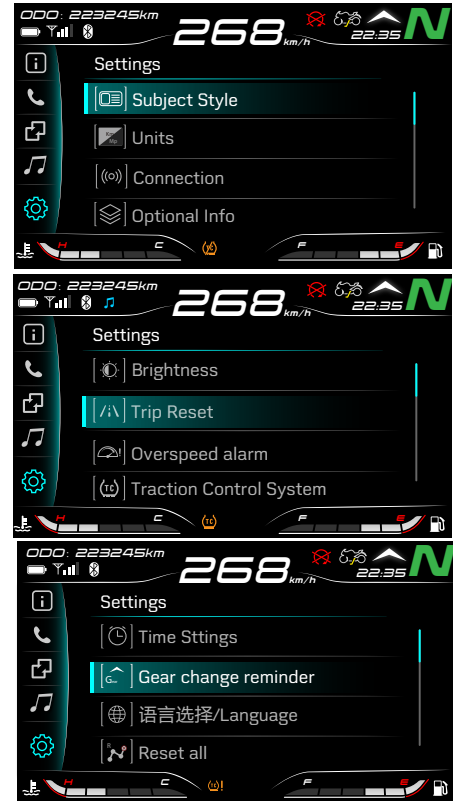 ODO: 223245km
268 km/h
22:35
N
Settings
Subject Style
Units
Connection
((o))
Optional Info
H
C
F
E
ODO: 223245km
268 km/h
22:35
N
Settings
Brightness
Trip Reset
Overspeed alarm
(TC) Traction Control System
H
C
(TC)
F
E
ODO: 223245km
268 km/h
22:35
N
Settings
Time Sttings
G Gear change reminder
语言选择/Language
R N Reset all
H
C
F
E